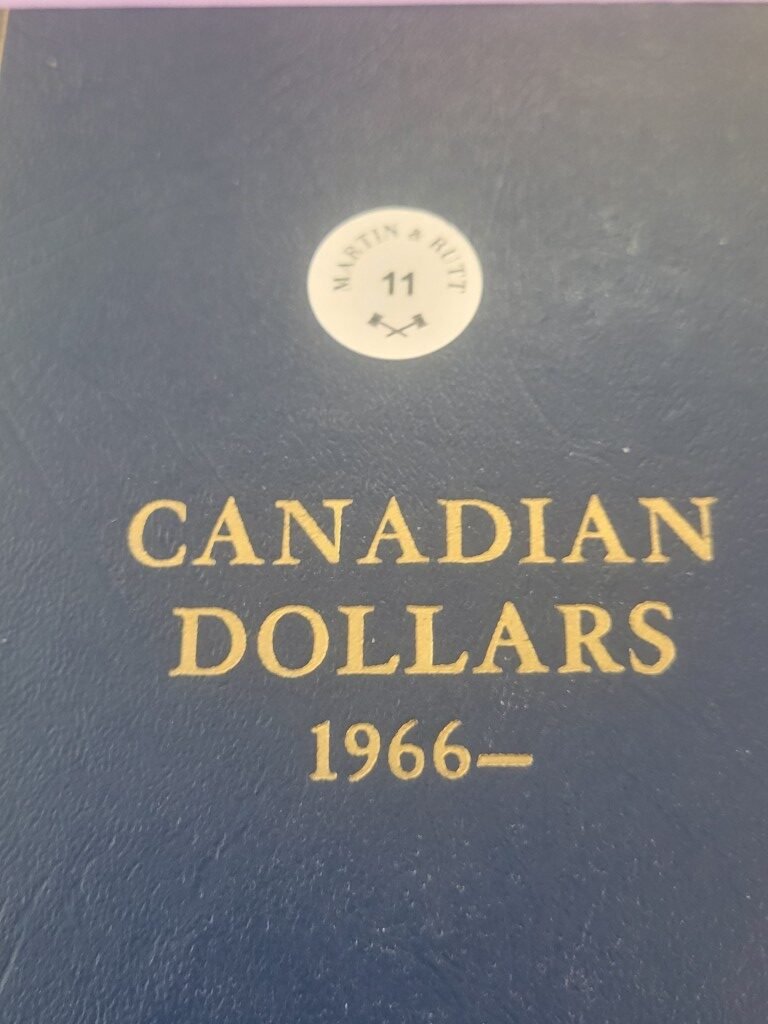 MARTIN & RUTT
11
CANADIAN
DOLLARS
1966—